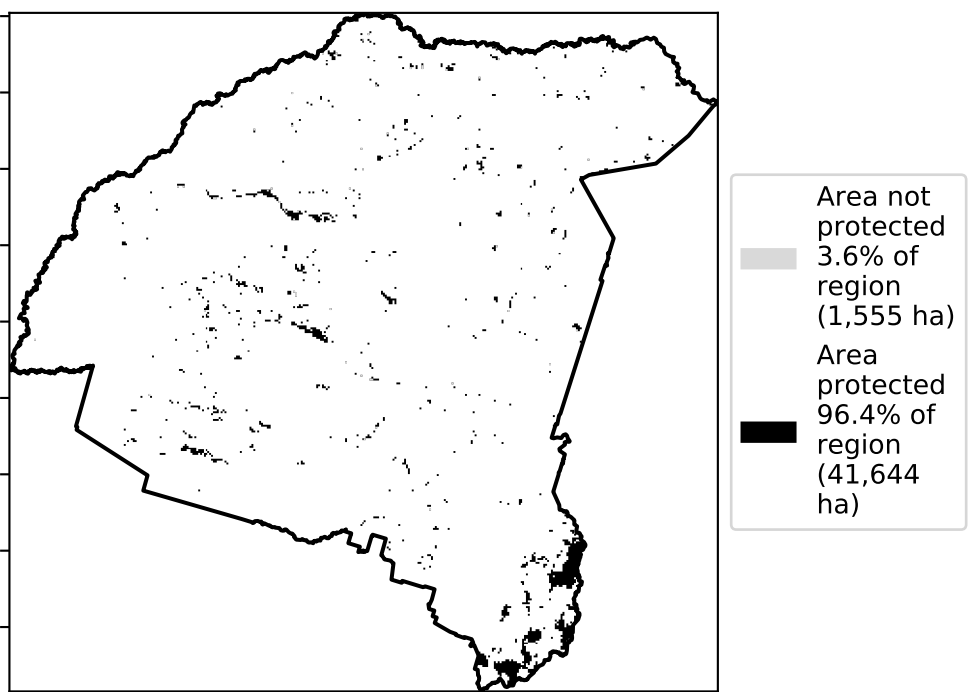 Area not
protected
3.6% of
region
(1,555 ha)
Area
protected
96.4% of
region
(41,644
ha)